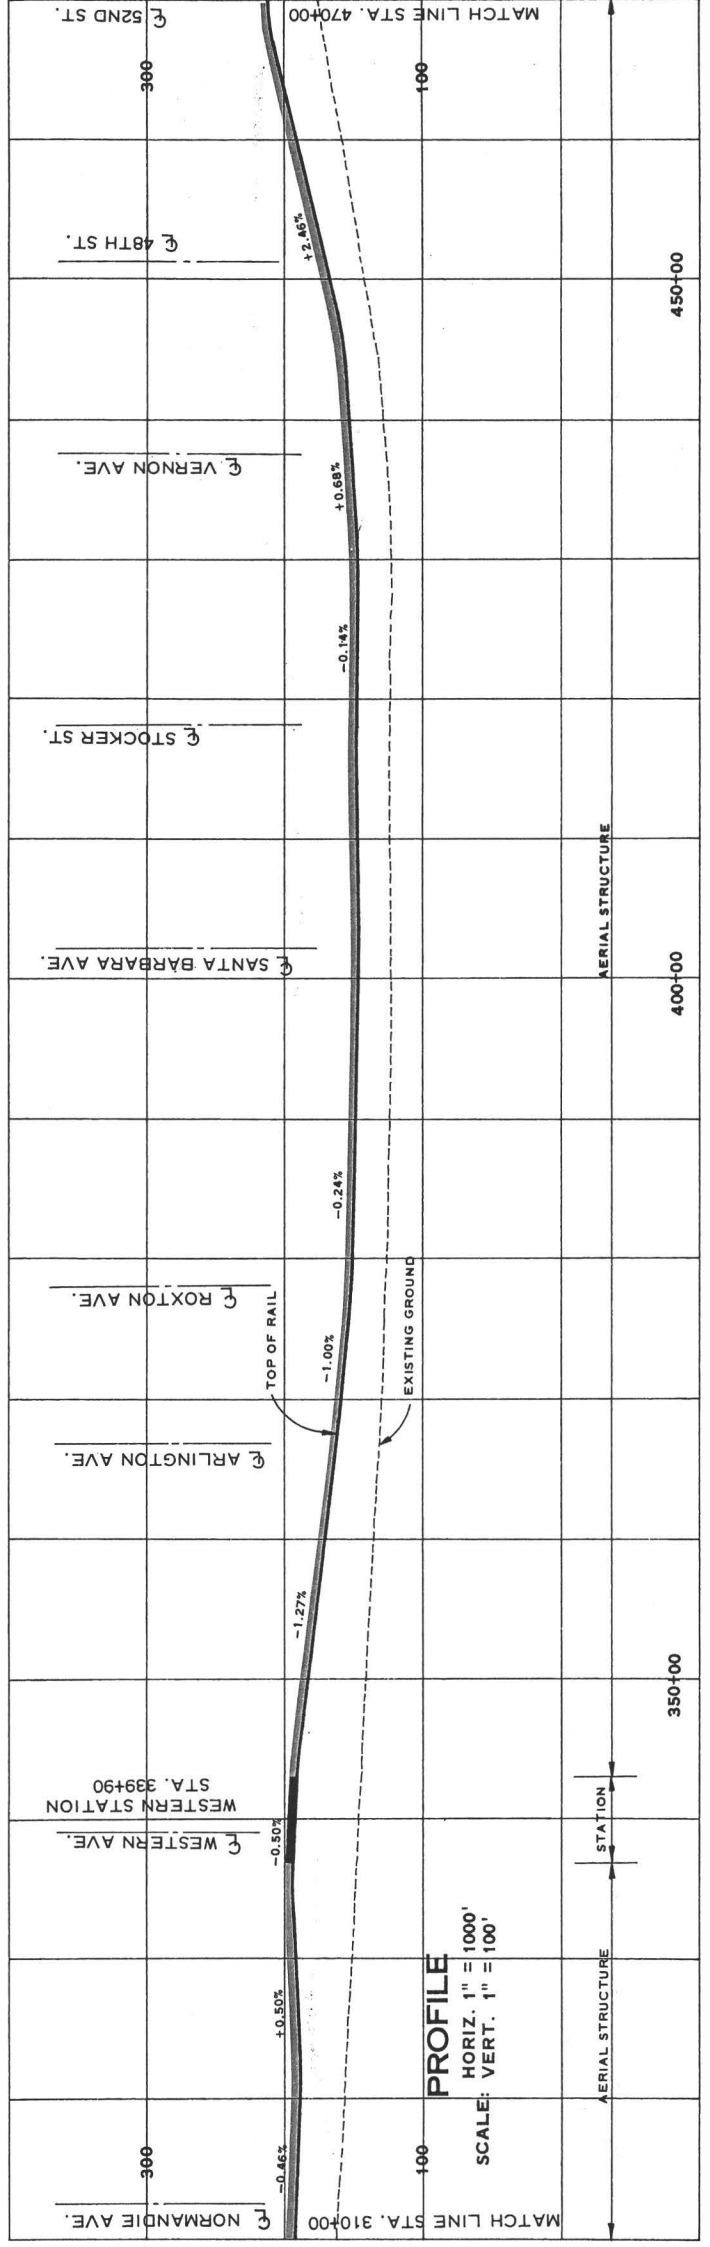 ℄ NORMANDIE AVE.
℄ WESTERN AVE.
WESTERN STATION
STA. 339+90
℄ ARLINGTON AVE.
℄ ROXTON AVE.
℄ SANTA BARBARA AVE.
℄ STOCKER ST.
℄ VERNON AVE.
℄ 48TH ST.
℄ 52ND ST.
300
300
-0.46%
+0.50%
-0.50%
-1.27%
-1.00%
-0.24%
-0.14%
+0.68%
+2.46%
TOP OF RAIL
EXISTING GROUND
MATCH LINE STA. 310+00
MATCH LINE STA. 470+00
100
100
PROFILE
SCALE: HORIZ. 1" = 1000'
VERT. 1" = 100'
AERIAL STRUCTURE
STATION
AERIAL STRUCTURE
350+00
400+00
450+00